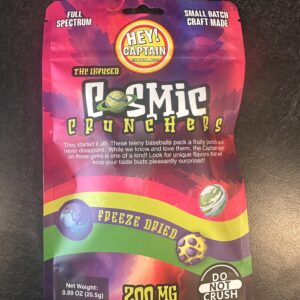 FULL SPECTRUM
SMALL BATCH CRAFT MADE
HEY!
CAPTAIN
THE INFUSED
COSMIC
CRUNCHERS
They started it all! These teeny baseballs pack a fruity punch and
never disappoint. While we know and love them, the Captain's spin
on these gems is one of a kind! Look for unique flavors that will
keep your taste buds pleasantly surprised!
FREEZE DRIED
Net Weight:
0.89 OZ (25.5g)
200 MG
DO
NOT
CRUSH